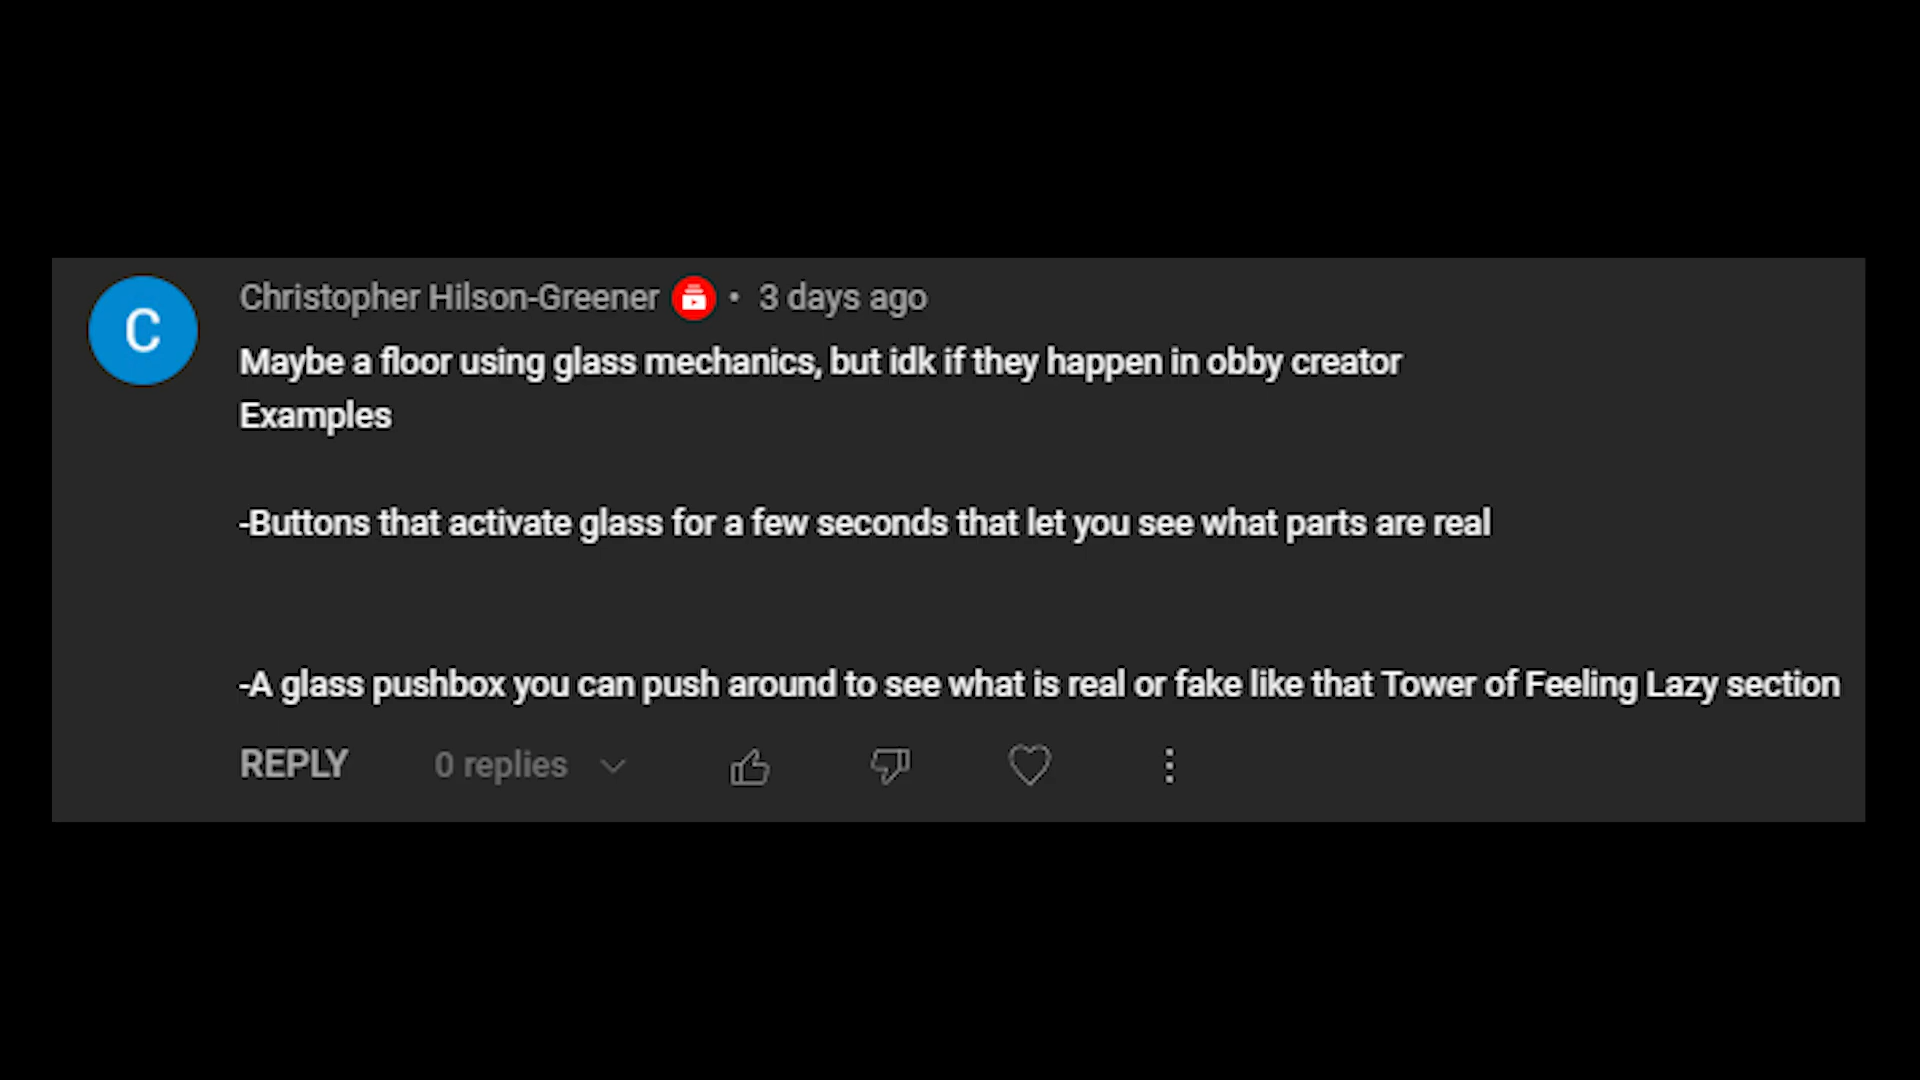 C
Christopher Hilson-Greener • 3 days ago
Maybe a floor using glass mechanics, but idk if they happen in obby creator
Examples
-Buttons that activate glass for a few seconds that let you see what parts are real
-A glass pushbox you can push around to see what is real or fake like that Tower of Feeling Lazy section
REPLY 0 replies